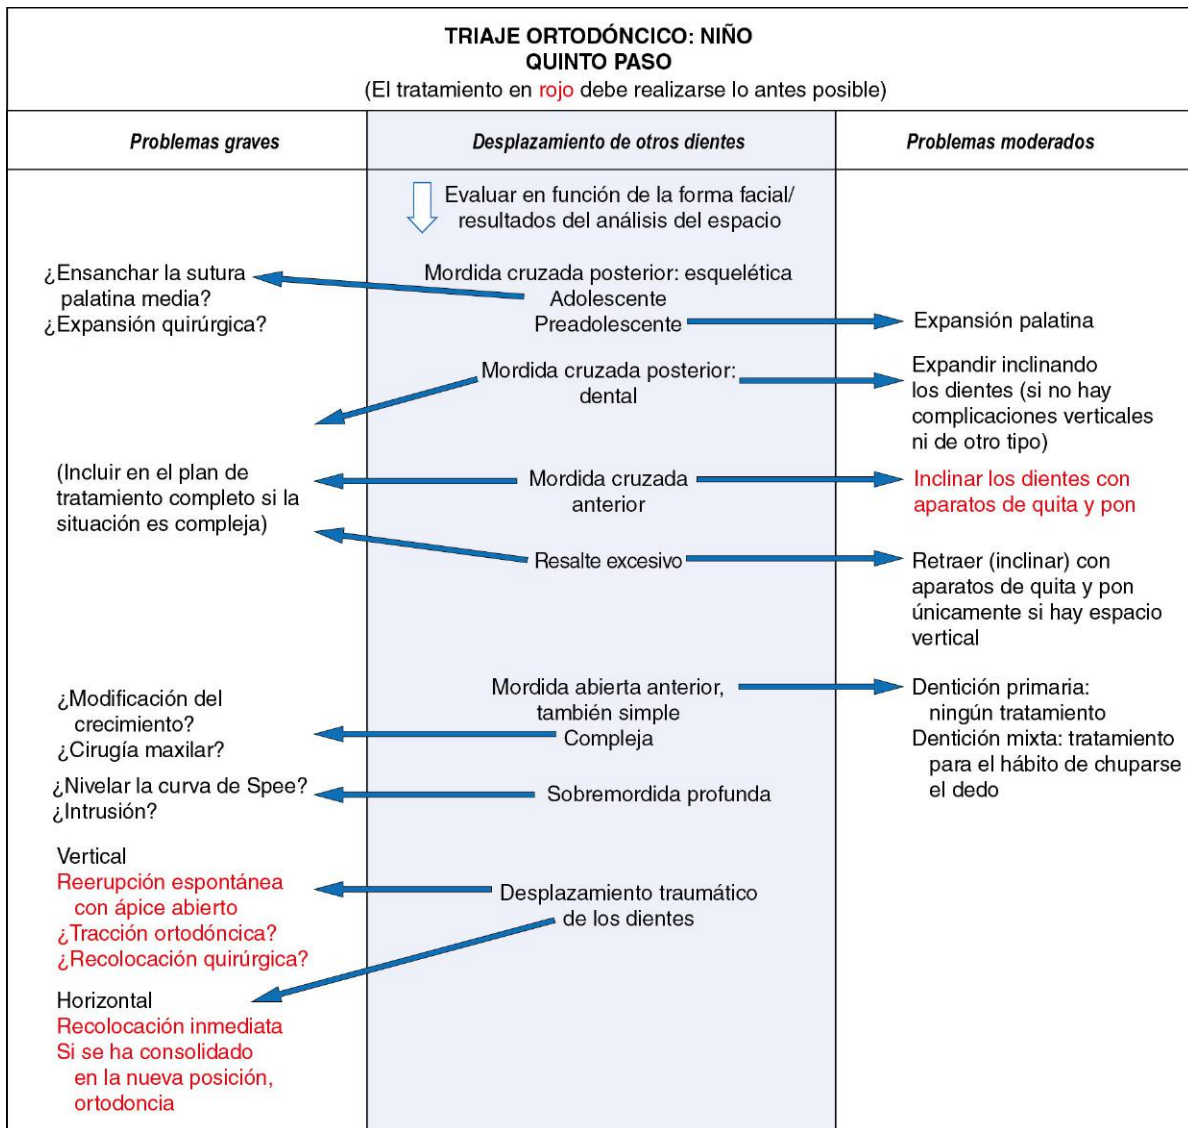 TRIAJE ORTODÓNCICO: NIÑO
QUINTO PASO
(El tratamiento en rojo debe realizarse lo antes posible)
Problemas graves
Desplazamiento de otros dientes
Problemas moderados
Evaluar en función de la forma facial/
resultados del análisis del espacio
¿Ensanchar la sutura
palatina media?
¿Expansión quirúrgica?
Mordida cruzada posterior: esquelética
Adolescente
Preadolescente
Expansión palatina
Mordida cruzada posterior:
dental
Expandir inclinando
los dientes (si no hay
complicaciones verticales
ni de otro tipo)
(Incluir en el plan de
tratamiento completo si la
situación es compleja)
Mordida cruzada
anterior
Inclinar los dientes con
aparatos de quita y pon
Resalte excesivo
Retraer (inclinar) con
aparatos de quita y pon
únicamente si hay espacio
vertical
¿Modificación del
crecimiento?
¿Cirugía maxilar?
Mordida abierta anterior,
también simple
Compleja
Dentición primaria:
ningún tratamiento
Dentición mixta: tratamiento
para el hábito de chuparse
el dedo
¿Nivelar la curva de Spee?
¿Intrusión?
Sobremordida profunda
Vertical
Reerupción espontánea
con ápice abierto
¿Tracción ortodóncica?
¿Recolocación quirúrgica?
Desplazamiento traumático
de los dientes
Horizontal
Recolocación inmediata
Si se ha consolidado
en la nueva posición,
ortodoncia